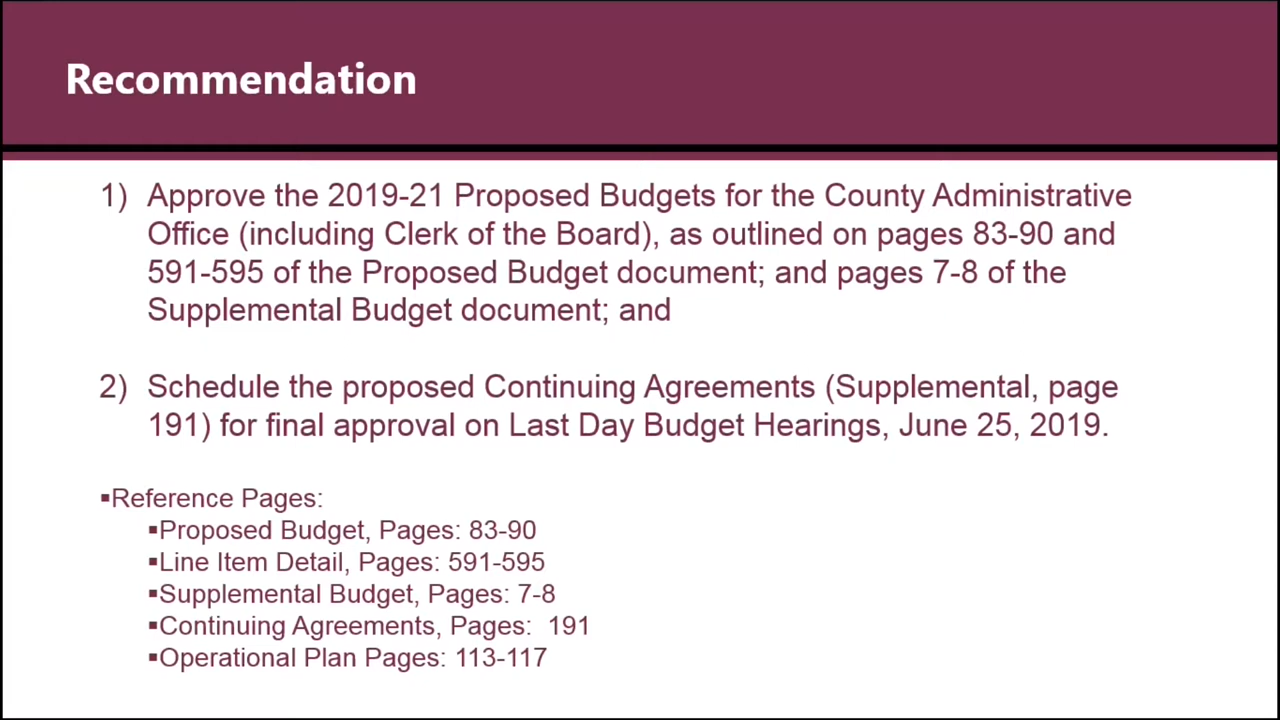 Recommendation
1) Approve the 2019-21 Proposed Budgets for the County Administrative
Office (including Clerk of the Board), as outlined on pages 83-90 and
591-595 of the Proposed Budget document; and pages 7-8 of the
Supplemental Budget document; and
2) Schedule the proposed Continuing Agreements (Supplemental, page
191) for final approval on Last Day Budget Hearings, June 25, 2019.
▪Reference Pages:
▪Proposed Budget, Pages: 83-90
▪Line Item Detail, Pages: 591-595
▪Supplemental Budget, Pages: 7-8
▪Continuing Agreements, Pages:  191
▪Operational Plan Pages: 113-117